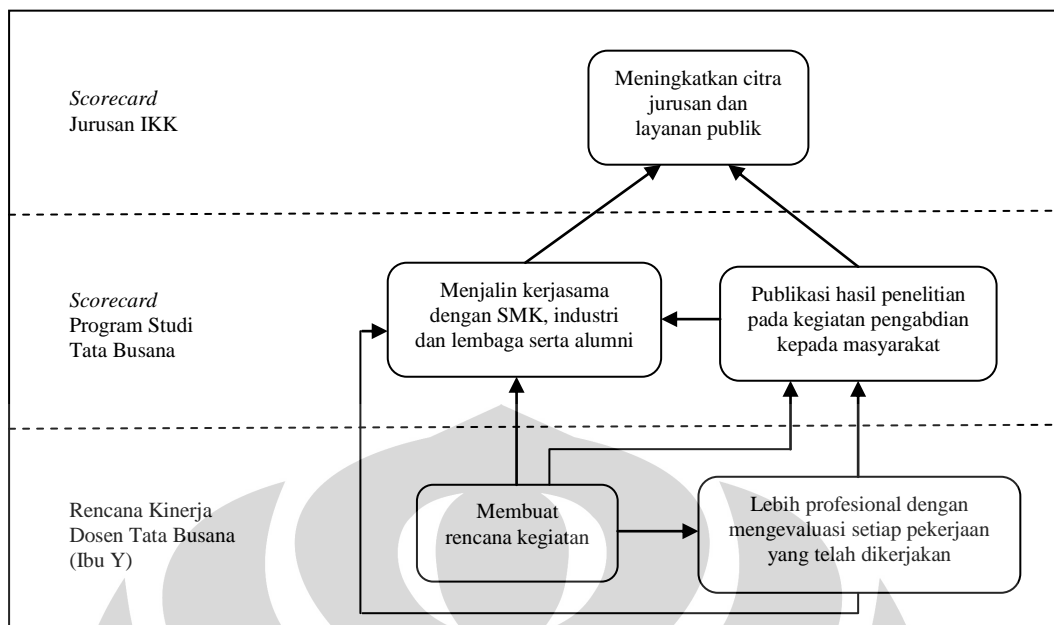 Scorecard
Jurusan IKK
Meningkatkan citra
jurusan dan
layanan publik
Scorecard
Program Studi
Tata Busana
Menjalin kerjasama
dengan SMK, industri
dan lembaga serta alumni
Publikasi hasil penelitian
pada kegiatan pengabdian
kepada masyarakat
Rencana Kinerja
Dosen Tata Busana
(Ibu Y)
Membuat
rencana kegiatan
Lebih profesional dengan
mengevaluasi setiap pekerjaan
yang telah dikerjakan